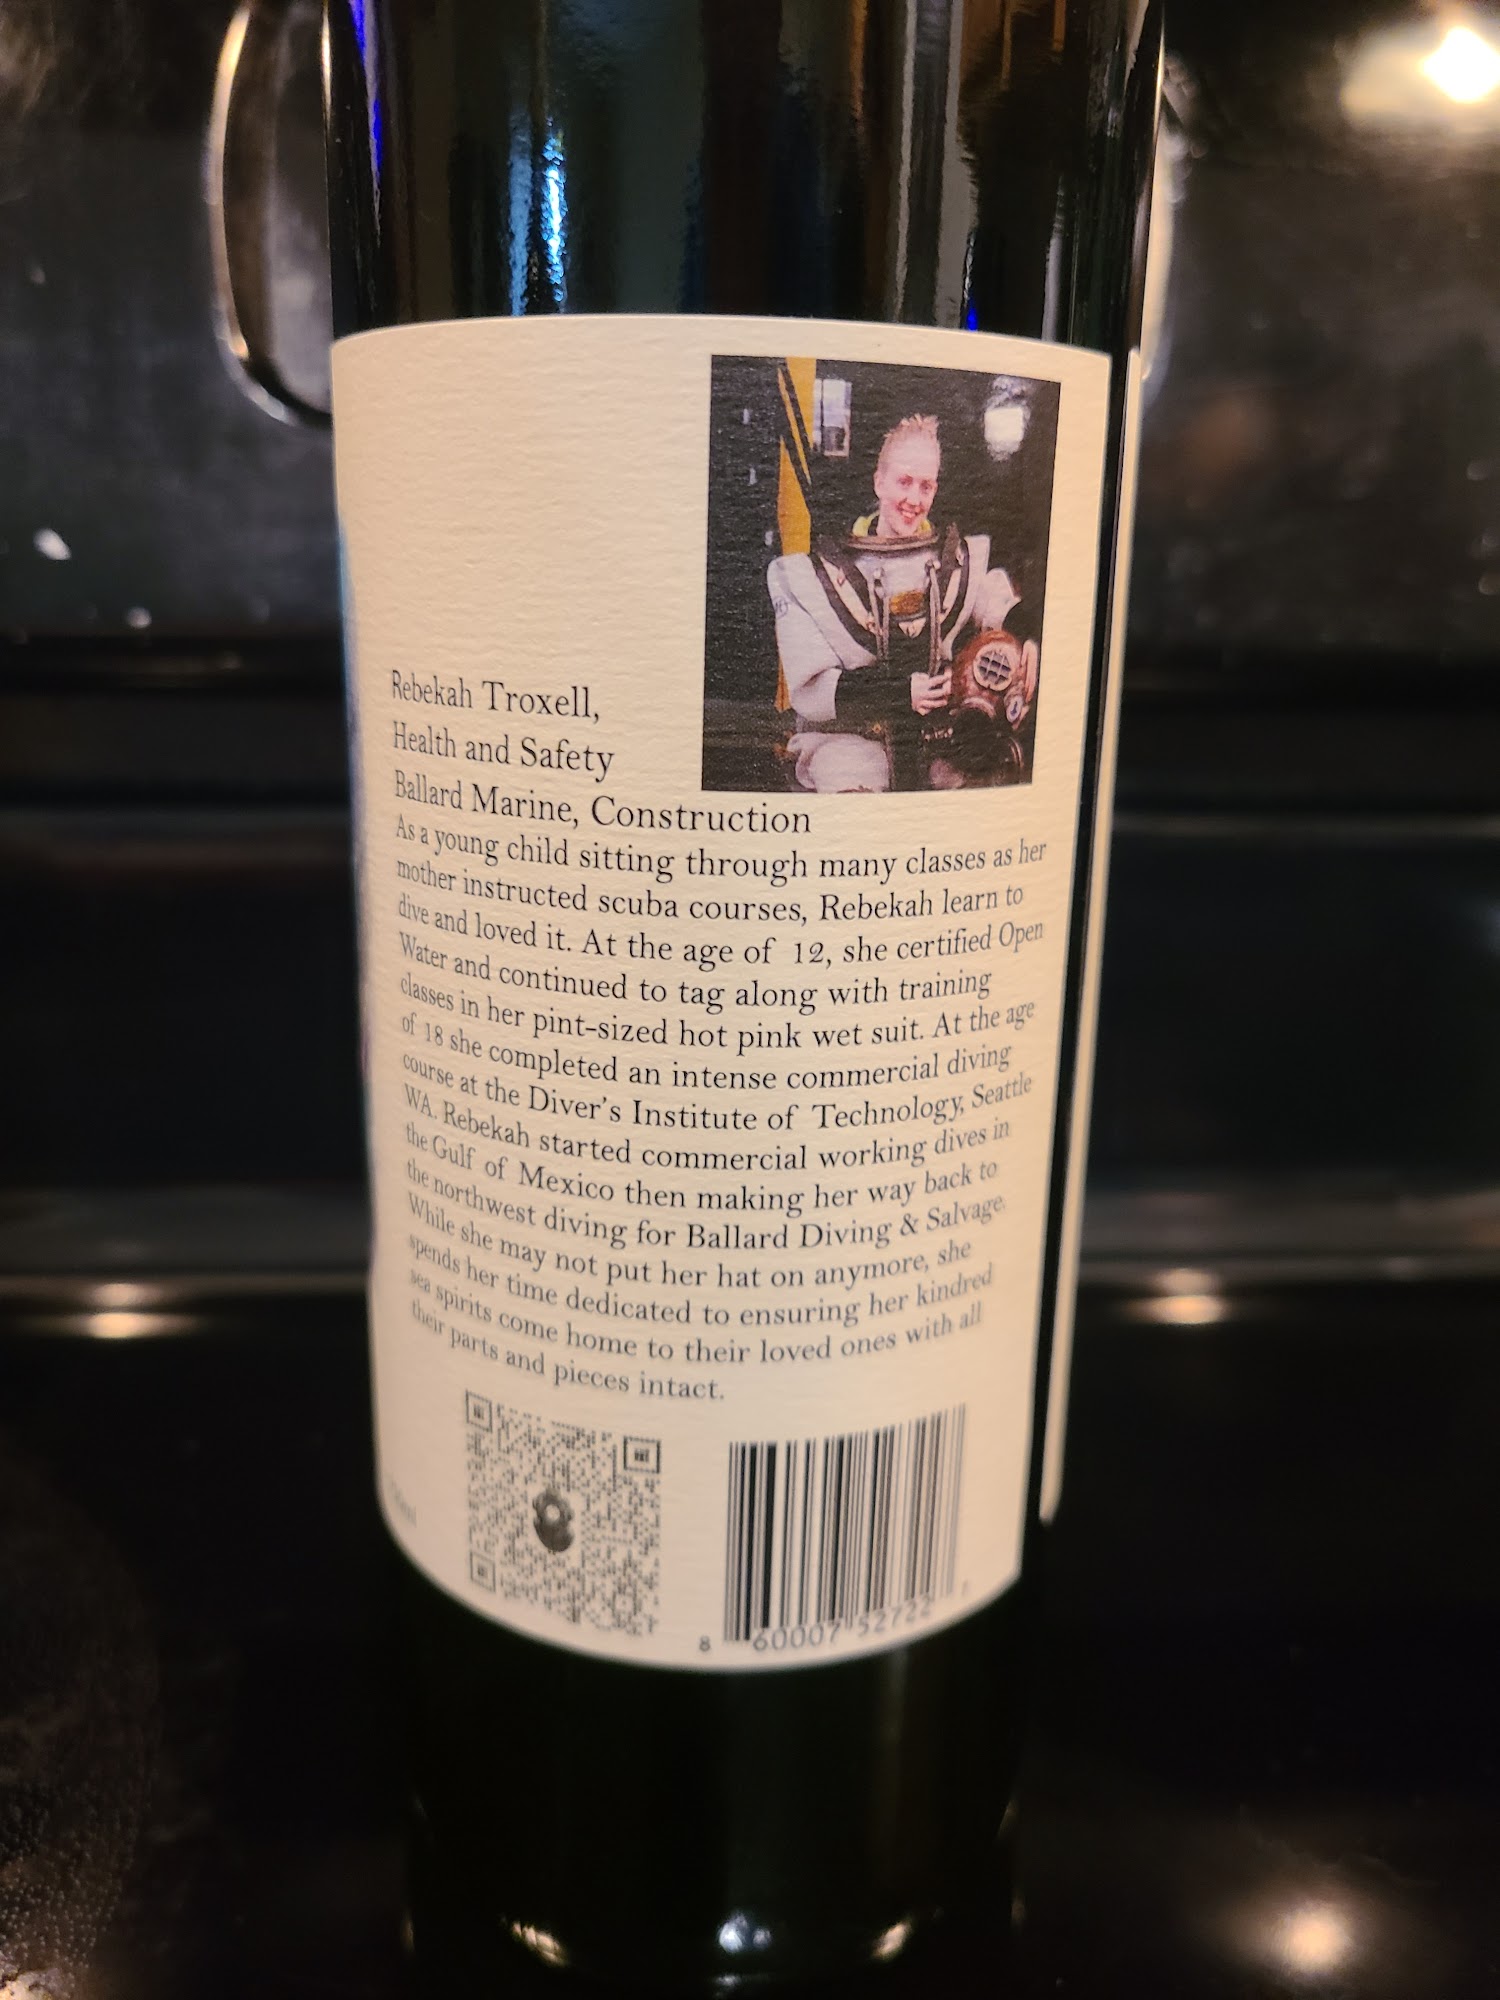 Rebekah Troxell,
Health and Safety
Ballard Marine, Construction
As a young child sitting through many classes as her
mother instructed scuba courses, Rebekah learn to
dive and loved it. At the age of 12, she certified Open
Water and continued to tag along with training
classes in her pint-sized hot pink wet suit. At the age
of 18 she completed an intense commercial diving
course at the Diver's Institute of Technology, Seattle
WA. Rebekah started commercial working dives in
the Gulf of Mexico then making her way back to
the northwest diving for Ballard Diving & Salvage.
While she may not put her hat on anymore, she
spends her time dedicated to ensuring her kindred
sea spirits come home to their loved ones with all
their parts and pieces intact.
8 60007 52722